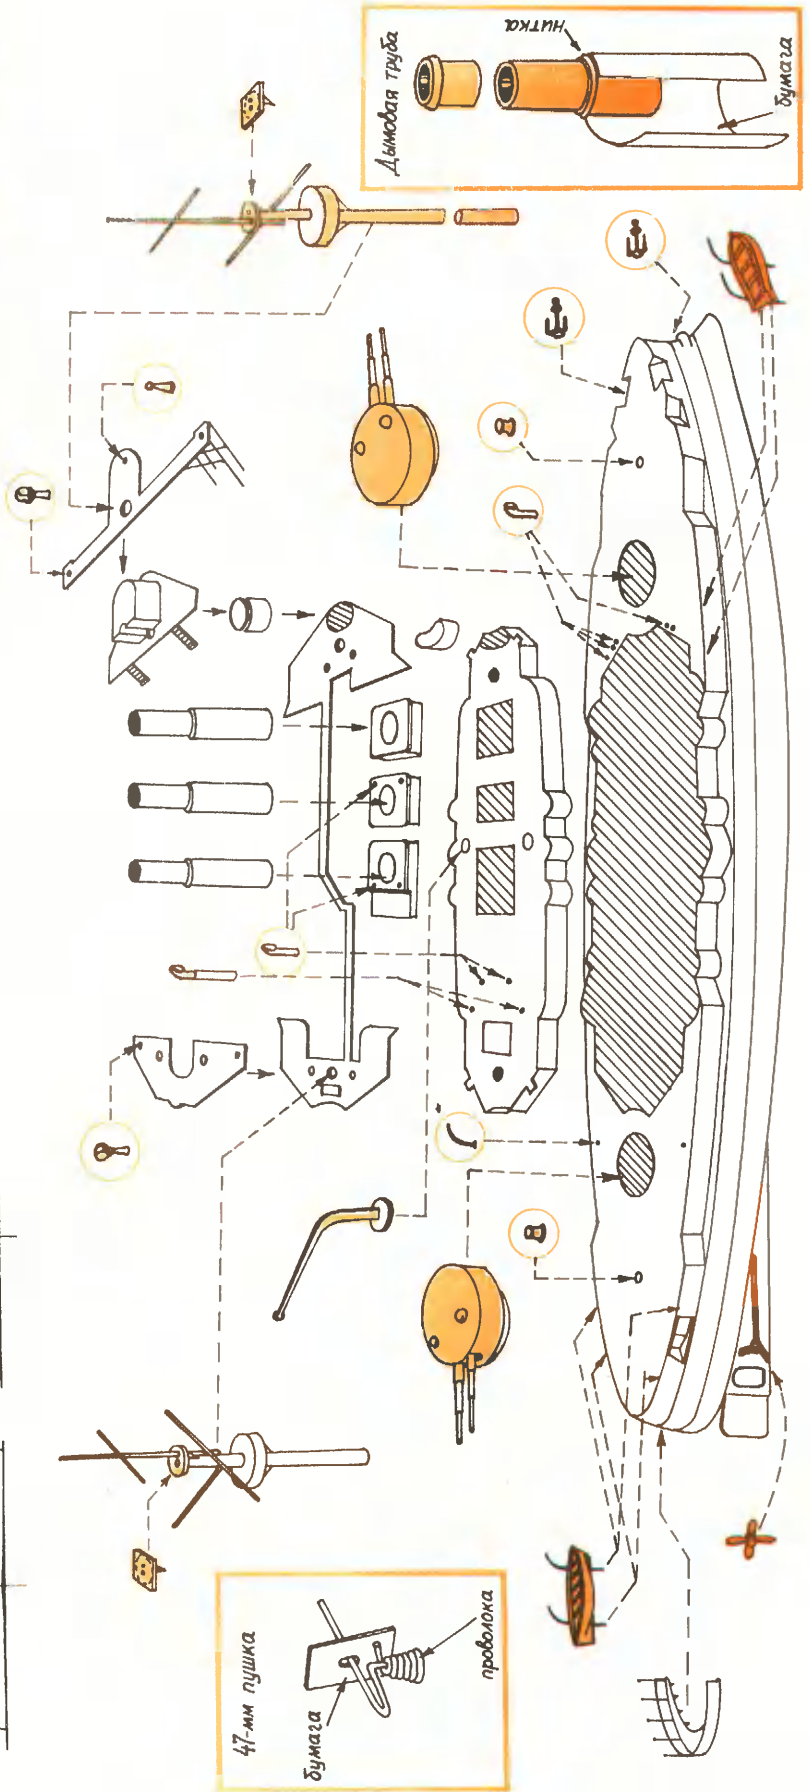 47-мм пушка
бумага
проволока
Дымовая труба
нитка
бумага